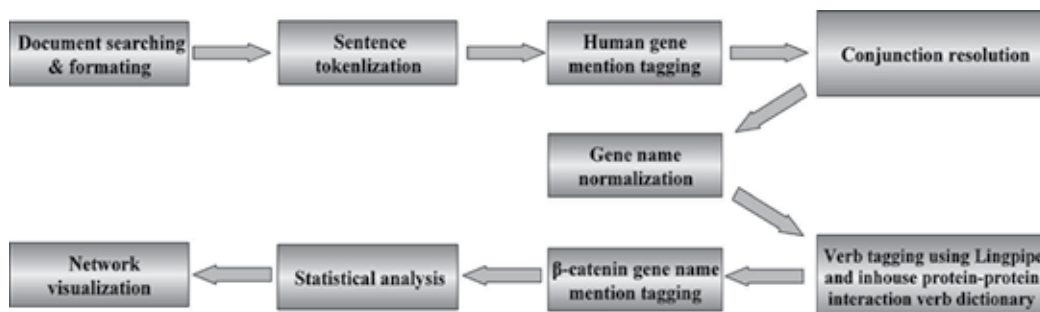 Document searching
& formating
Sentence
tokenlization
Human gene
mention tagging
Conjunction resolution
Gene name
normalization
Verb tagging using Lingpipe
and inhouse protein-protein
interaction verb dictionary
β-catenin gene name
mention tagging
Statistical analysis
Network
visualization